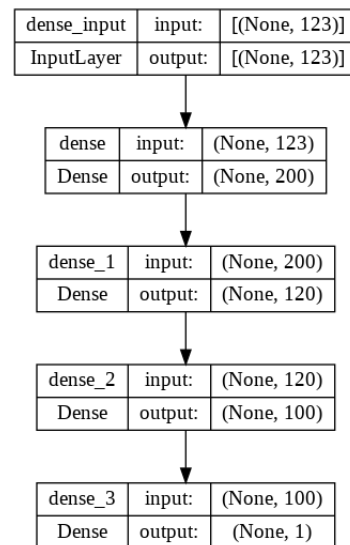 dense_input input: [(None, 123)]
InputLayer output: [(None, 123)]
dense input: (None, 123)
Dense output: (None, 200)
dense_1 input: (None, 200)
Dense output: (None, 120)
dense_2 input: (None, 120)
Dense output: (None, 100)
dense_3 input: (None, 100)
Dense output: (None, 1)